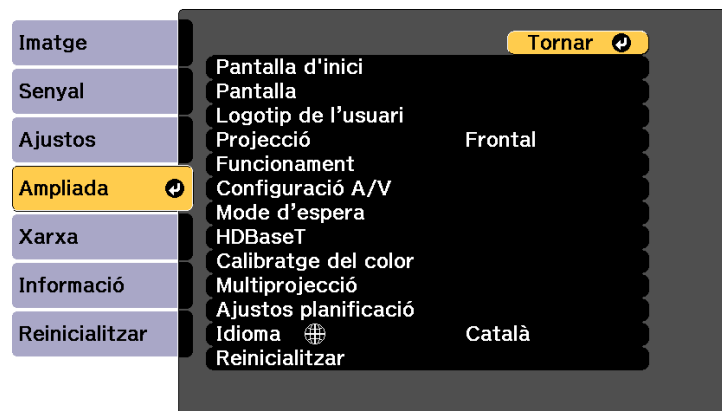 Imatge
Senyal
Ajustos
Ampliada
Xarxa
Informació
Reinicialitzar
Tornar
Pantalla d'inici
Pantalla
Logotip de l’usuari
Projecció Frontal
Funcionament
Configuració A/V
Mode d’espera
HDBaseT
Calibratge del color
Multiprojecció
Ajustos planificació
Idioma Català
Reinicialitzar